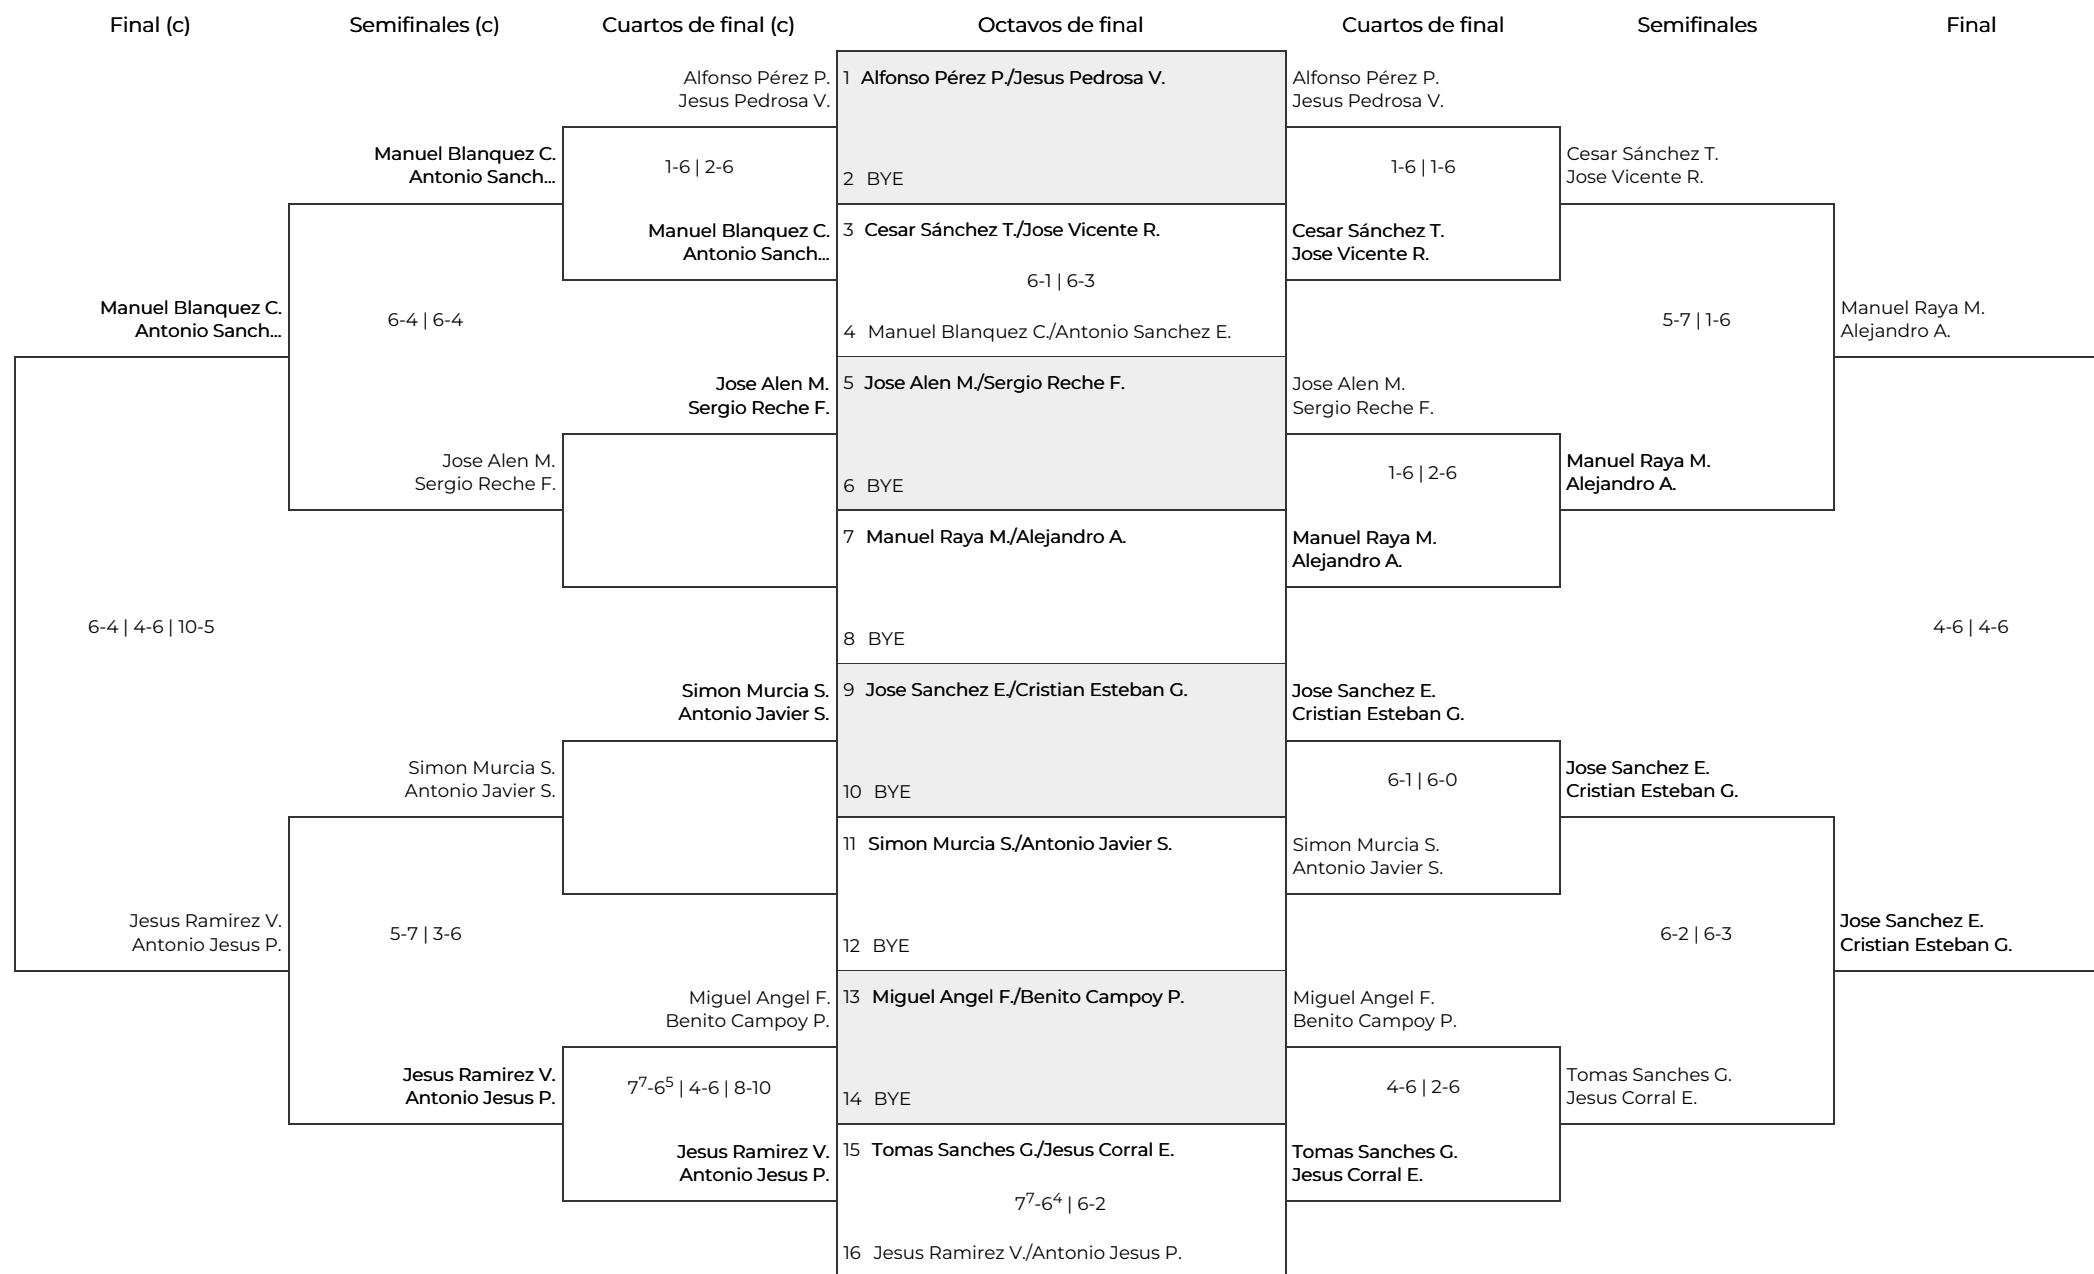 Final (c)
Semifinales (c)
Cuartos de final (c)
Octavos de final
Cuartos de final
Semifinales
Final
Manuel Blanquez C.
Antonio Sanch...
6-4 | 4-6 | 10-5
Jesus Ramirez V.
Antonio Jesus P.
Manuel Blanquez C.
Antonio Sanch...
6-4 | 6-4
Jose Alen M.
Sergio Reche F.
Simon Murcia S.
Antonio Javier S.
5-7 | 3-6
Jesus Ramirez V.
Antonio Jesus P.
Alfonso Pérez P.
Jesus Pedrosa V.
1-6 | 2-6
Manuel Blanquez C.
Antonio Sanch...
Jose Alen M.
Sergio Reche F.
Simon Murcia S.
Antonio Javier S.
Miguel Angel F.
Benito Campoy P.
7⁷-6⁵ | 4-6 | 8-10
Jesus Ramirez V.
Antonio Jesus P.
1 Alfonso Pérez P./Jesus Pedrosa V.
2 BYE
3 Cesar Sánchez T./Jose Vicente R.
6-1 | 6-3
4 Manuel Blanquez C./Antonio Sanchez E.
5 Jose Alen M./Sergio Reche F.
6 BYE
7 Manuel Raya M./Alejandro A.
8 BYE
9 Jose Sanchez E./Cristian Esteban G.
10 BYE
11 Simon Murcia S./Antonio Javier S.
12 BYE
13 Miguel Angel F./Benito Campoy P.
14 BYE
15 Tomas Sanches G./Jesus Corral E.
7⁷-6⁴ | 6-2
16 Jesus Ramirez V./Antonio Jesus P.
Alfonso Pérez P.
Jesus Pedrosa V.
1-6 | 1-6
Cesar Sánchez T.
Jose Vicente R.
Jose Alen M.
Sergio Reche F.
1-6 | 2-6
Manuel Raya M.
Alejandro A.
Jose Sanchez E.
Cristian Esteban G.
6-1 | 6-0
Simon Murcia S.
Antonio Javier S.
Miguel Angel F.
Benito Campoy P.
4-6 | 2-6
Tomas Sanches G.
Jesus Corral E.
Cesar Sánchez T.
Jose Vicente R.
5-7 | 1-6
Manuel Raya M.
Alejandro A.
Jose Sanchez E.
Cristian Esteban G.
6-2 | 6-3
Tomas Sanches G.
Jesus Corral E.
Manuel Raya M.
Alejandro A.
4-6 | 4-6
Jose Sanchez E.
Cristian Esteban G.